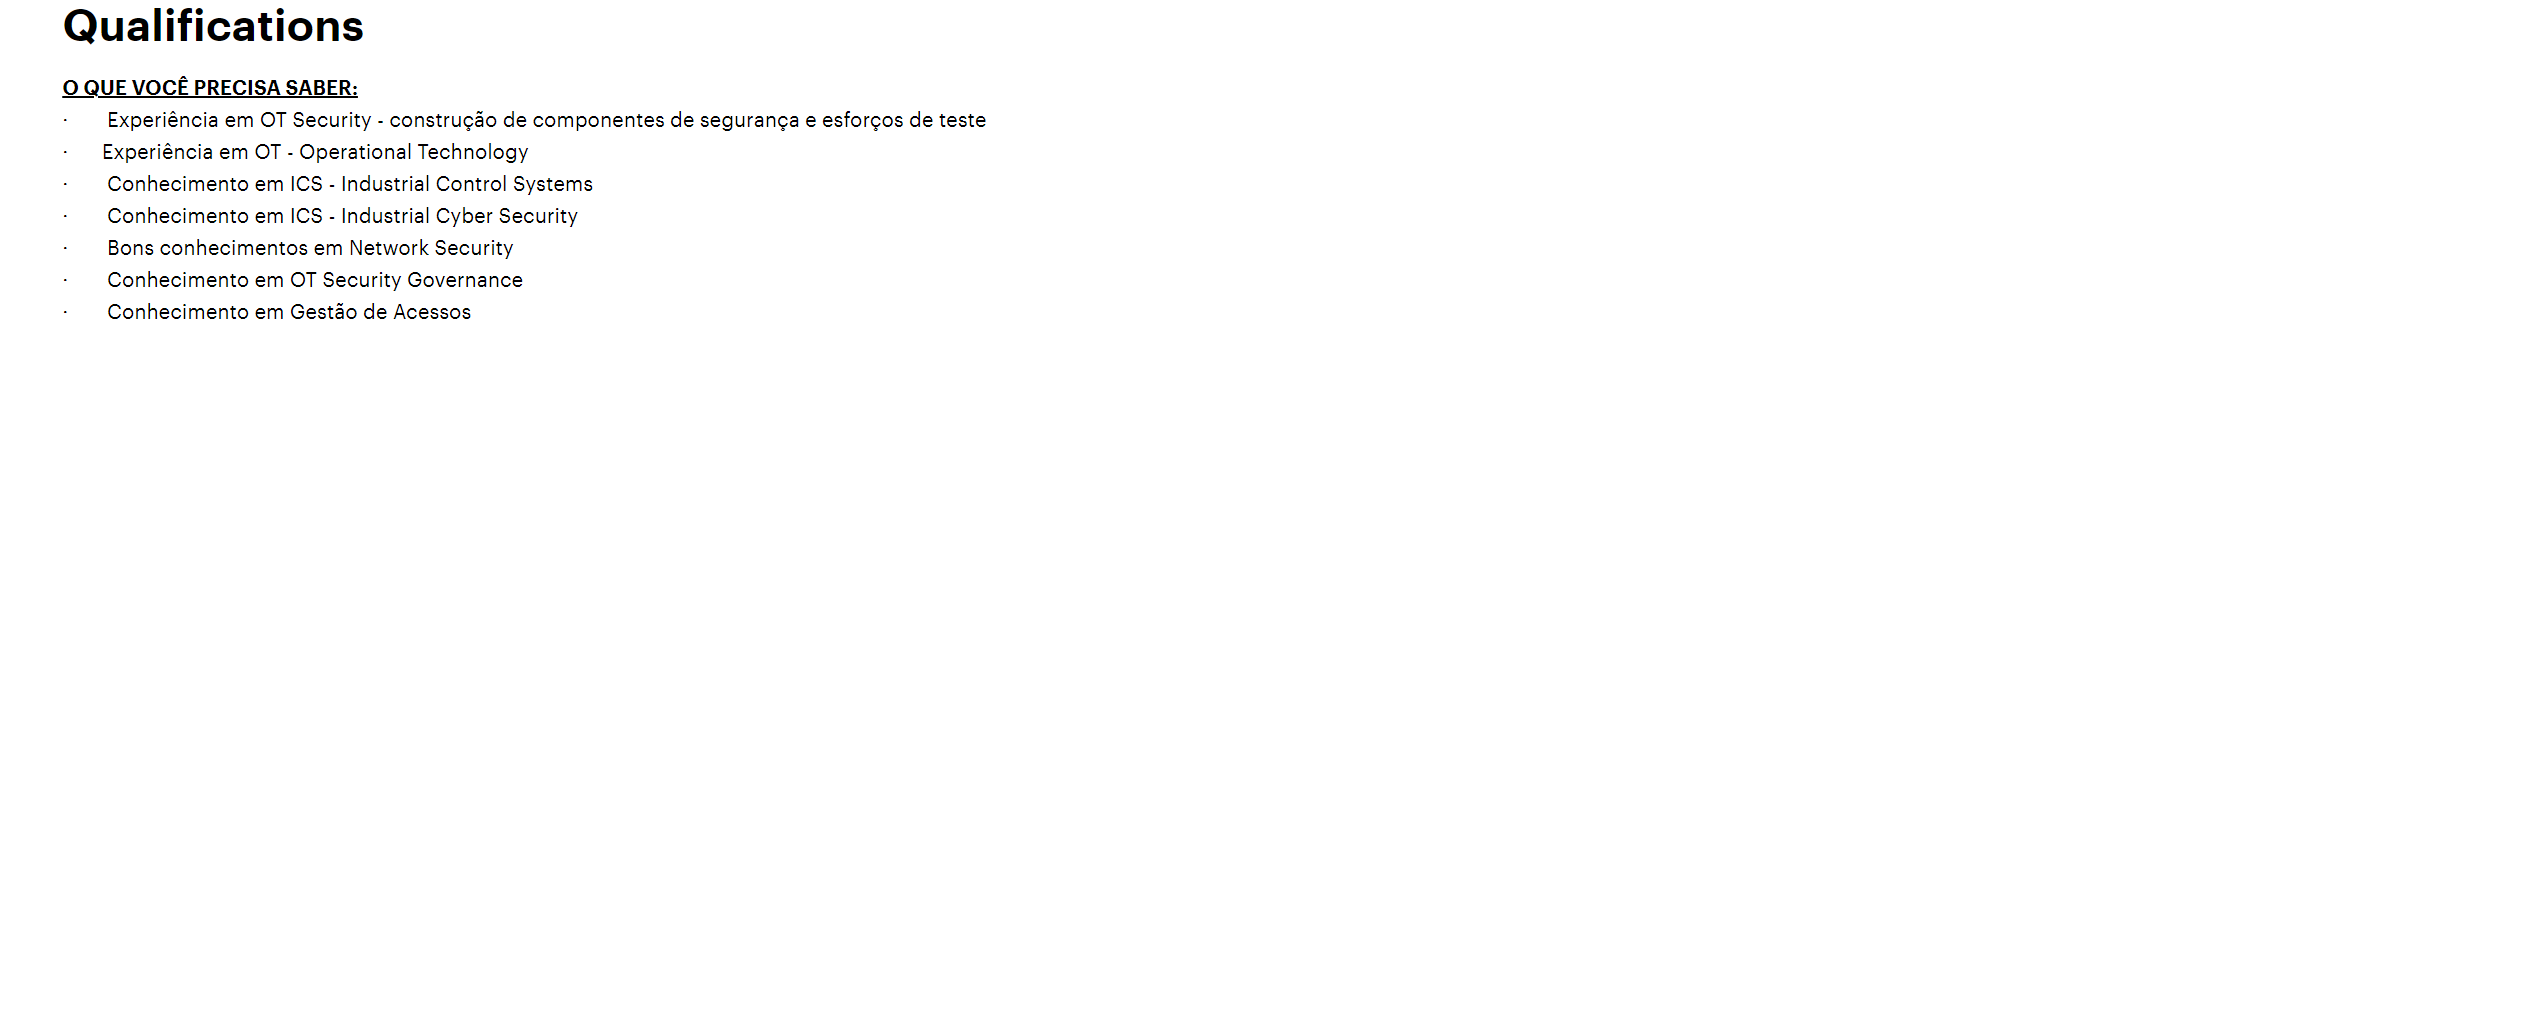 Qualifications
O QUE VOCÊ PRECISA SABER:
· Experiência em OT Security - construção de componentes de segurança e esforços de teste
· Experiência em OT - Operational Technology
· Conhecimento em ICS - Industrial Control Systems
· Conhecimento em ICS - Industrial Cyber Security
· Bons conhecimentos em Network Security
· Conhecimento em OT Security Governance
· Conhecimento em Gestão de Acessos